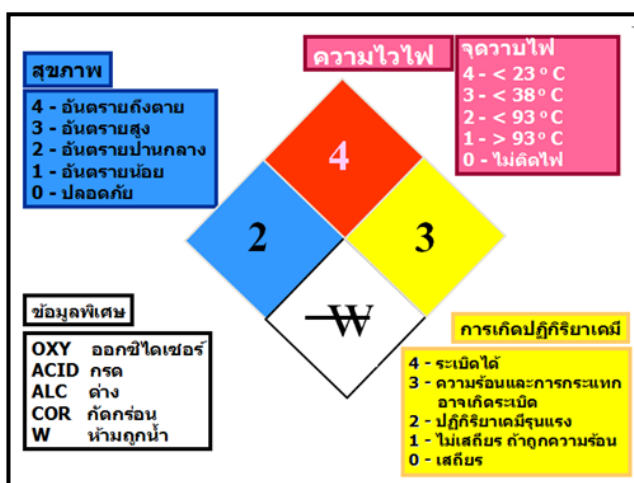 สุขภาพ
4 - อันตรายถึงตาย
3 - อันตรายสูง
2 - อันตรายปานกลาง
1 - อันตรายน้อย
0 - ปลอดภัย
ความไวไฟ
จุดวาบไฟ
4 - < 23 ° C
3 - < 38° C
2 - < 93° C
1 - > 93° C
0 - ไม่ติดไฟ
4
2
3
W
ข้อมูลพิเศษ
OXY ออกซิไดเซอร์
ACID กรด
ALC ด่าง
COR กัดกร่อน
W ห้ามถูกน้ำ
การเกิดปฏิกิริยาเคมี
4 - ระเบิดได้
3 - ความร้อนและการกระแทก
อาจเกิดระเบิด
2 - ปฏิกิริยาเคมีรุนแรง
1 - ไม่เสถียร ถ้าถูกความร้อน
0 - เสถียร